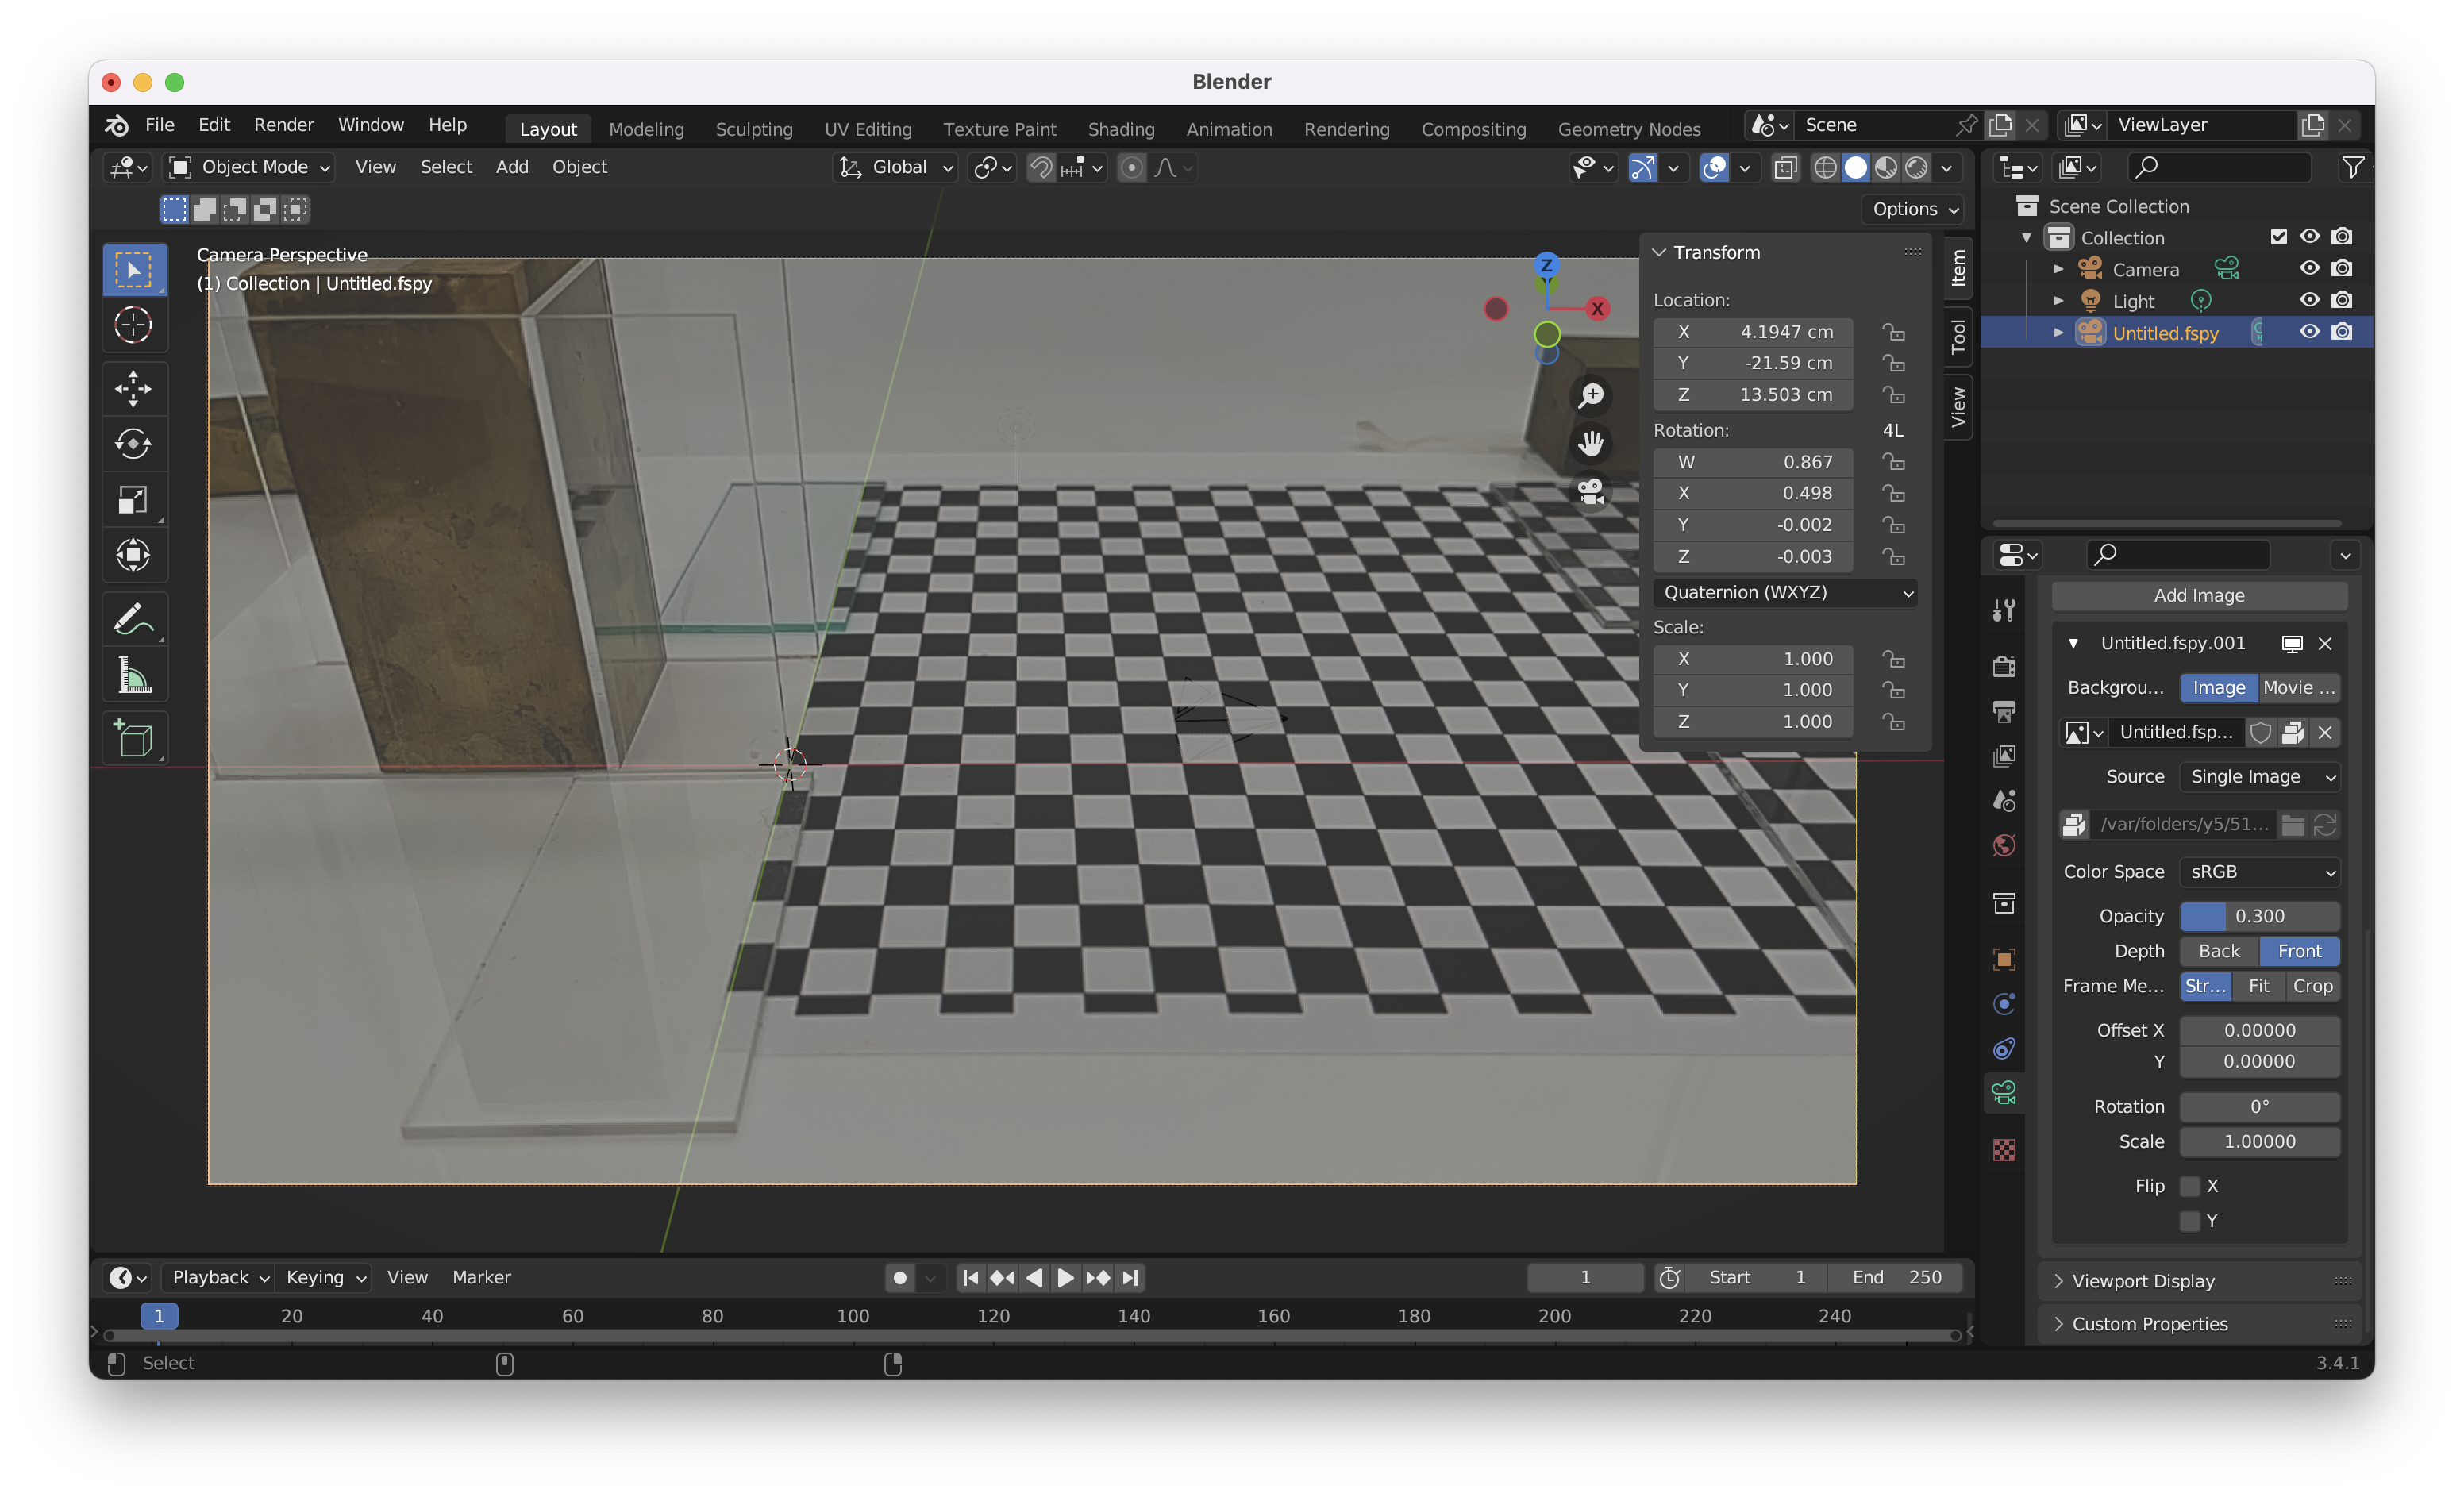 Blender
File Edit Render Window Help Layout Modeling Sculpting UV Editing Texture Paint Shading Animation Rendering Compositing Geometry Nodes Scene ViewLayer
Object Mode View Select Add Object Global
Options
Camera Perspective
(1) Collection | Untitled.fspy
Z
X
Transform
Location:
X 4.1947 cm
Y -21.59 cm
Z 13.503 cm
Rotation: 4L
W 0.867
X 0.498
Y -0.002
Z -0.003
Quaternion (WXYZ)
Scale:
X 1.000
Y 1.000
Z 1.000
Item
Tool
View
Scene Collection
Collection
Camera
Light
Untitled.fspy
Add Image
Untitled.fspy.001
Backgrou... Image Movie ...
Untitled.fsp...
Source Single Image
/var/folders/y5/51...
Color Space sRGB
Opacity 0.300
Depth Back Front
Frame Me... Str... Fit Crop
Offset X 0.00000
Y 0.00000
Rotation 0°
Scale 1.00000
Flip X
Y
Viewport Display
Custom Properties
Playback Keying View Marker 1 Start 1 End 250
1 20 40 60 80 100 120 140 160 180 200 220 240
Select 3.4.1